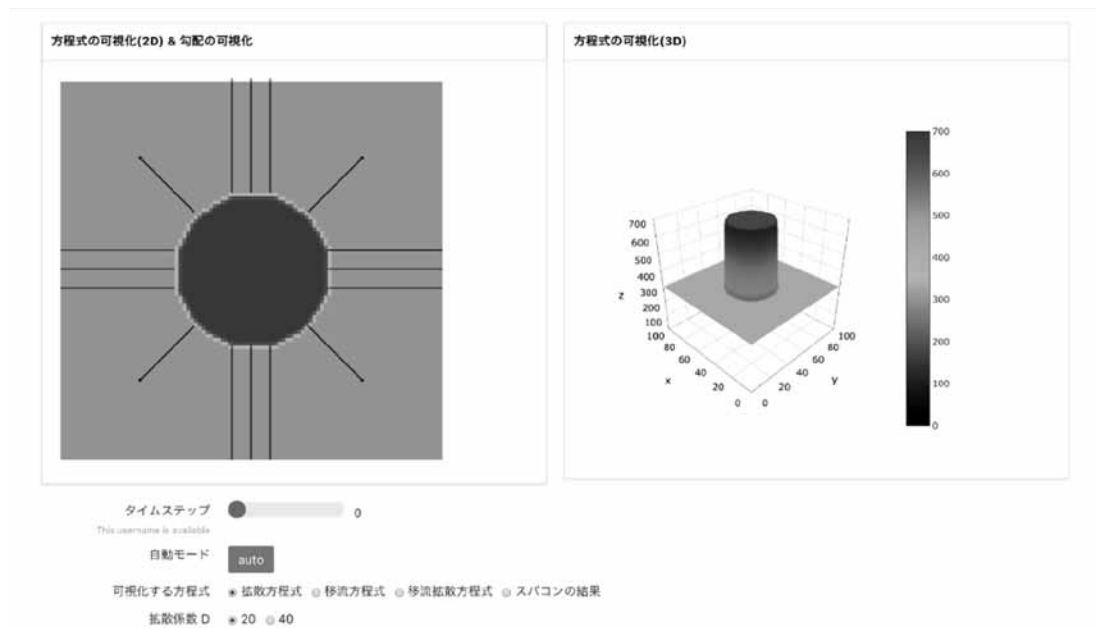 方程式の可視化(2D) & 勾配の可視化
方程式の可視化(3D)
700
600
500
400
300
200
100
0
700
600
500
400
300
200
100
z
100
80
60
40
20
0
x
100
80
60
40
20
0
y
タイムステップ
0
This username is available
自動モード
auto
可視化する方程式 拡散方程式 移流方程式 移流拡散方程式 スパコンの結果
拡散係数 D 20 40